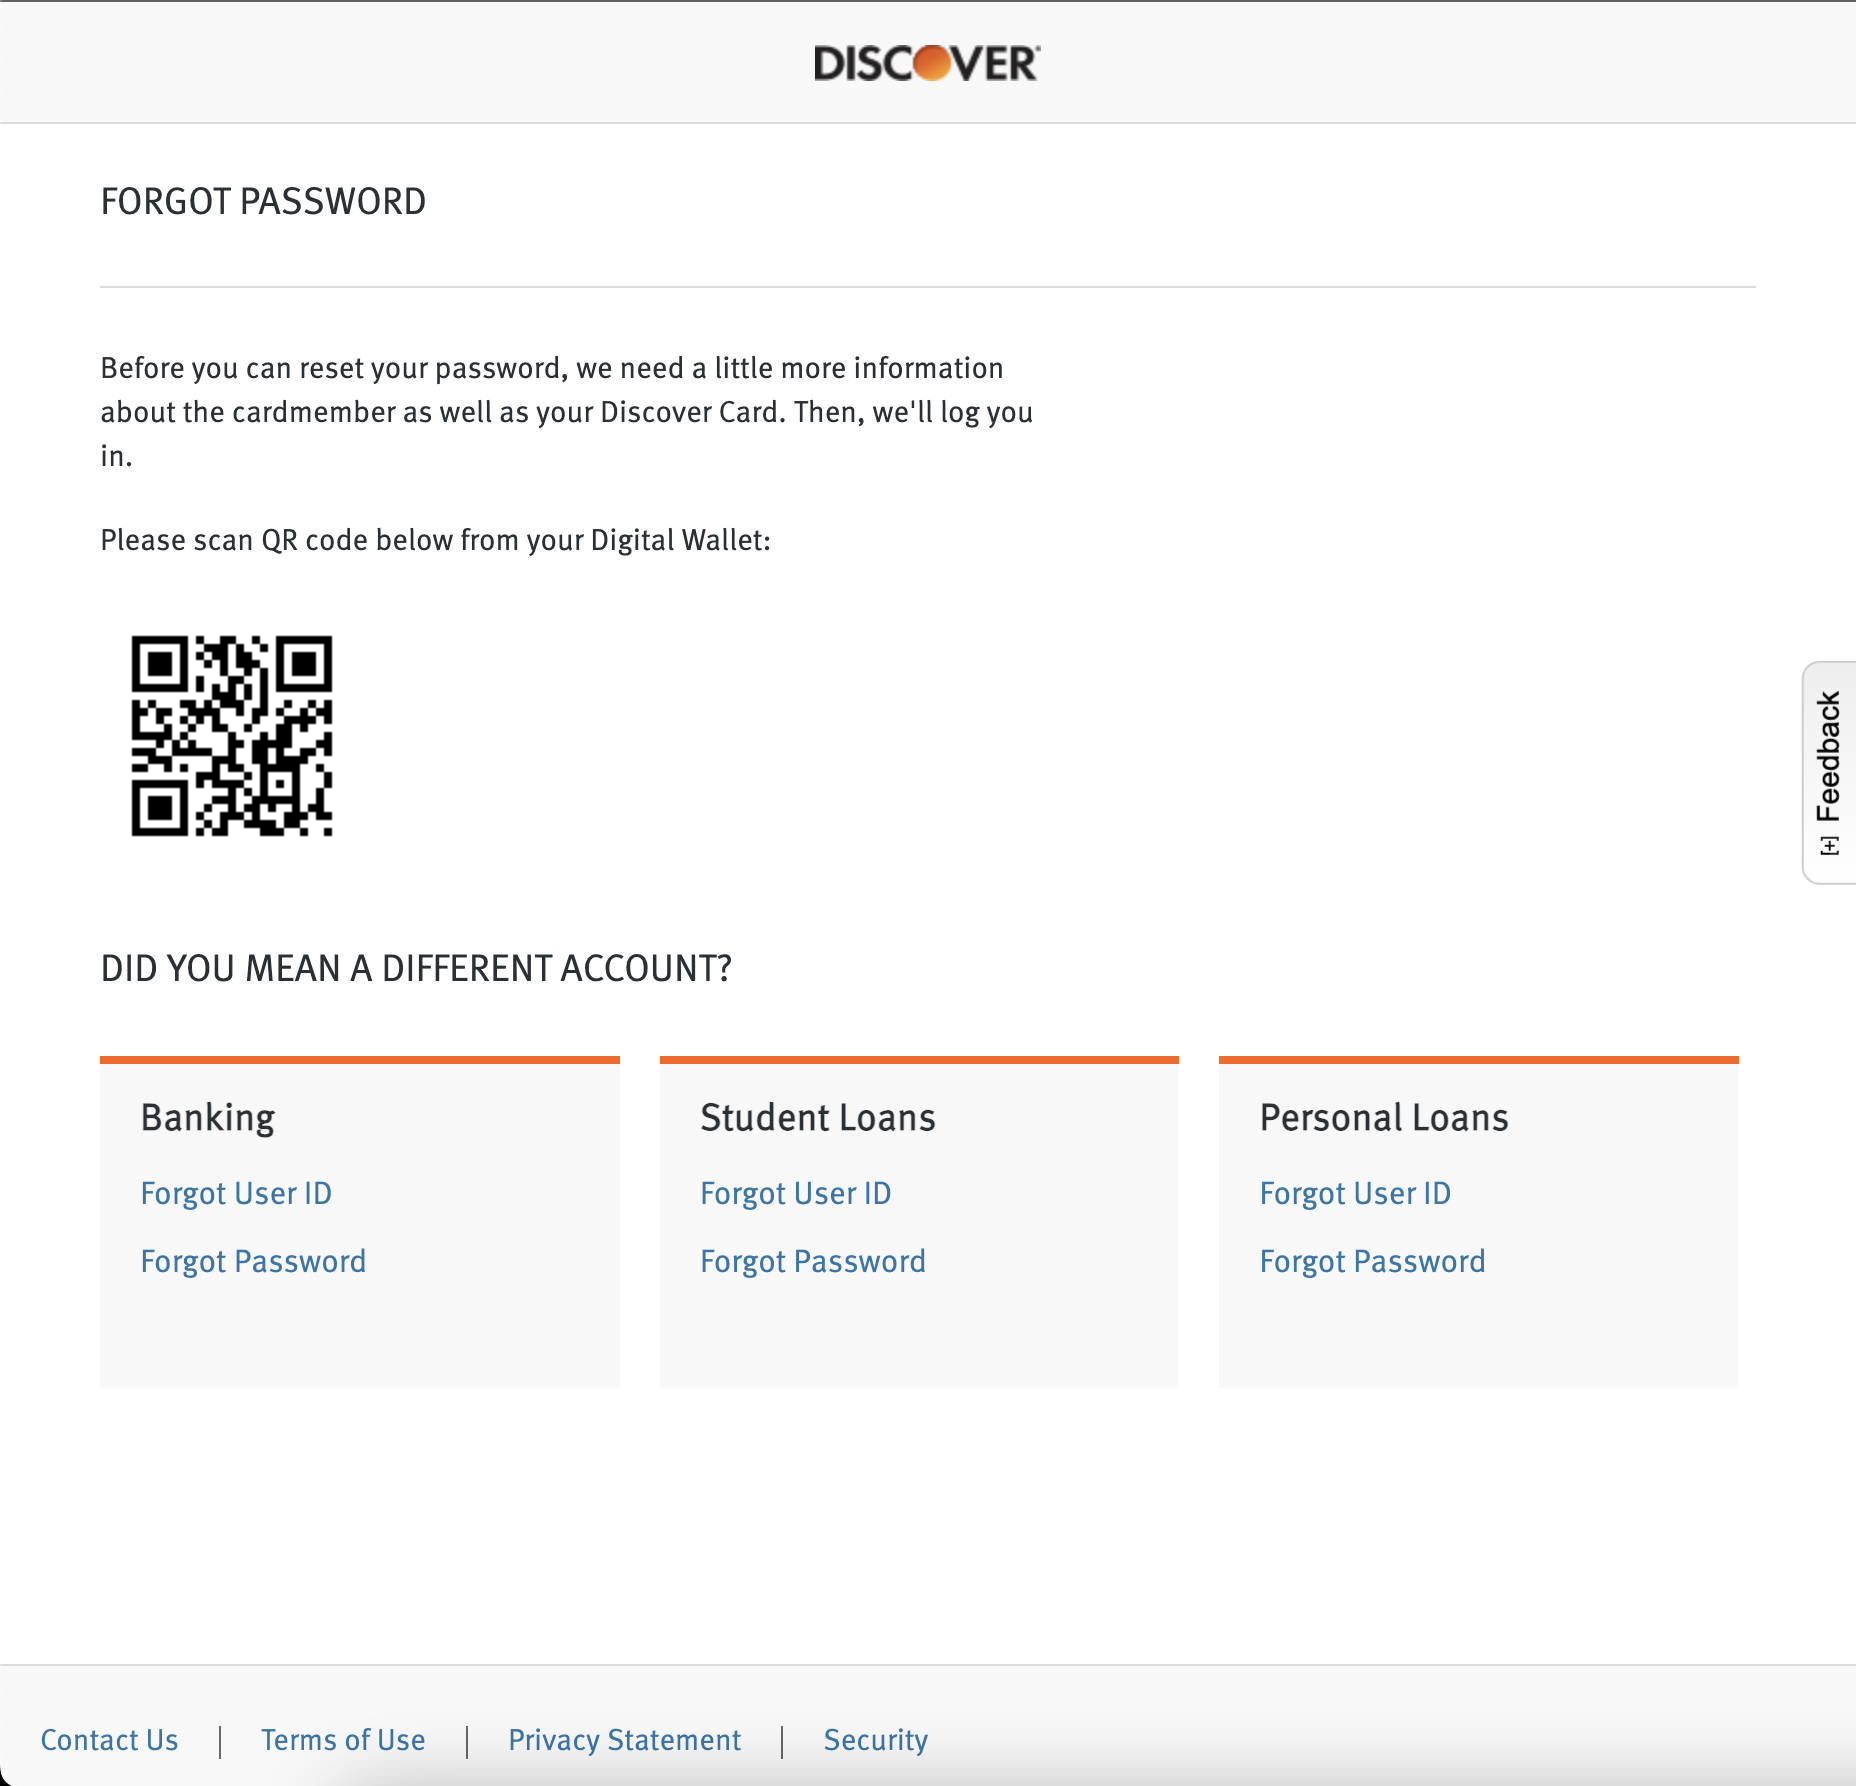 DISCOVER
FORGOT PASSWORD
Before you can reset your password, we need a little more information
about the cardmember as well as your Discover Card. Then, we'll log you
in.
Please scan QR code below from your Digital Wallet:
[+] Feedback
DID YOU MEAN A DIFFERENT ACCOUNT?
Banking
Forgot User ID
Forgot Password
Student Loans
Forgot User ID
Forgot Password
Personal Loans
Forgot User ID
Forgot Password
Contact Us | Terms of Use | Privacy Statement | Security